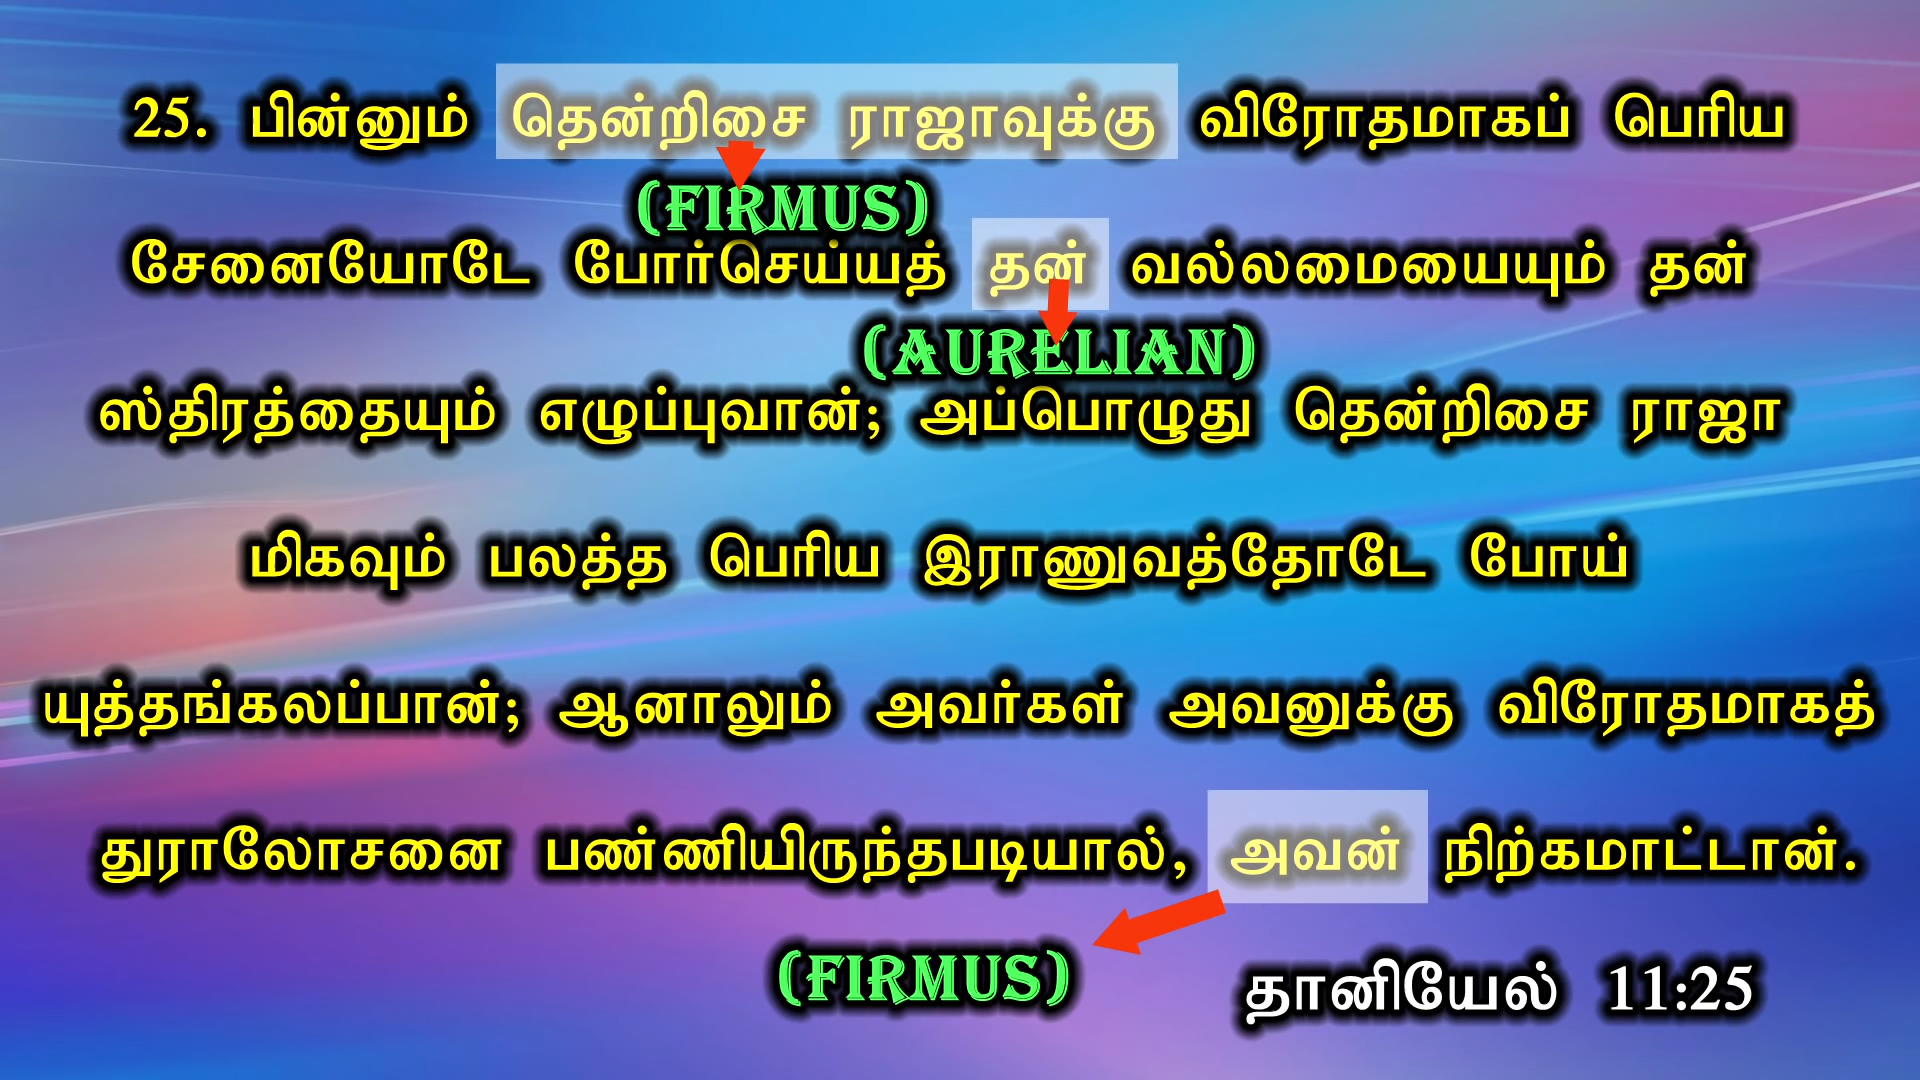 25. பின்னும் தென்றிசை ராஜாவுக்கு விரோதமாகப் பெரிய
(FIRMUS)
சேனையோடே போர்செய்யத் தன் வல்லமையையும் தன்
(AURELIAN)
ஸ்திரத்தையும் எழுப்புவான்; அப்பொழுது தென்றிசை ராஜா
மிகவும் பலத்த பெரிய இராணுவத்தோடே போய்
யுத்தங்கலப்பான்; ஆனாலும் அவர்கள் அவனுக்கு விரோதமாகத்
துராலோசனை பண்ணியிருந்தபடியால், அவன் நிற்கமாட்டான்.
(FIRMUS)
தானியேல் 11:25